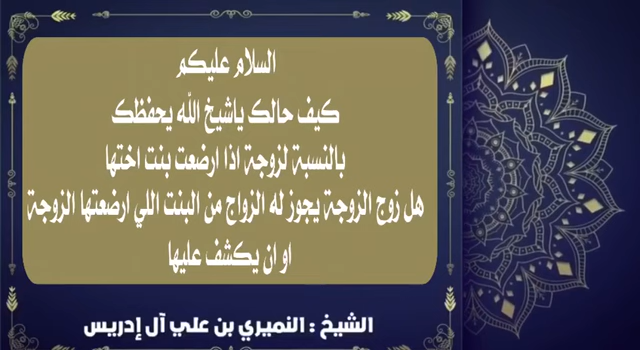 السلام عليكم
كيف حالك ياشيخ الله يحفظك
بالنسبة لزوجة اذا ارضعت بنت اختها
هل زوج الزوجة يجوز له الزواج من البنت اللي ارضعتها الزوجة
او ان يكشف عليها
الشيخ : النميري بن علي آل إدريس